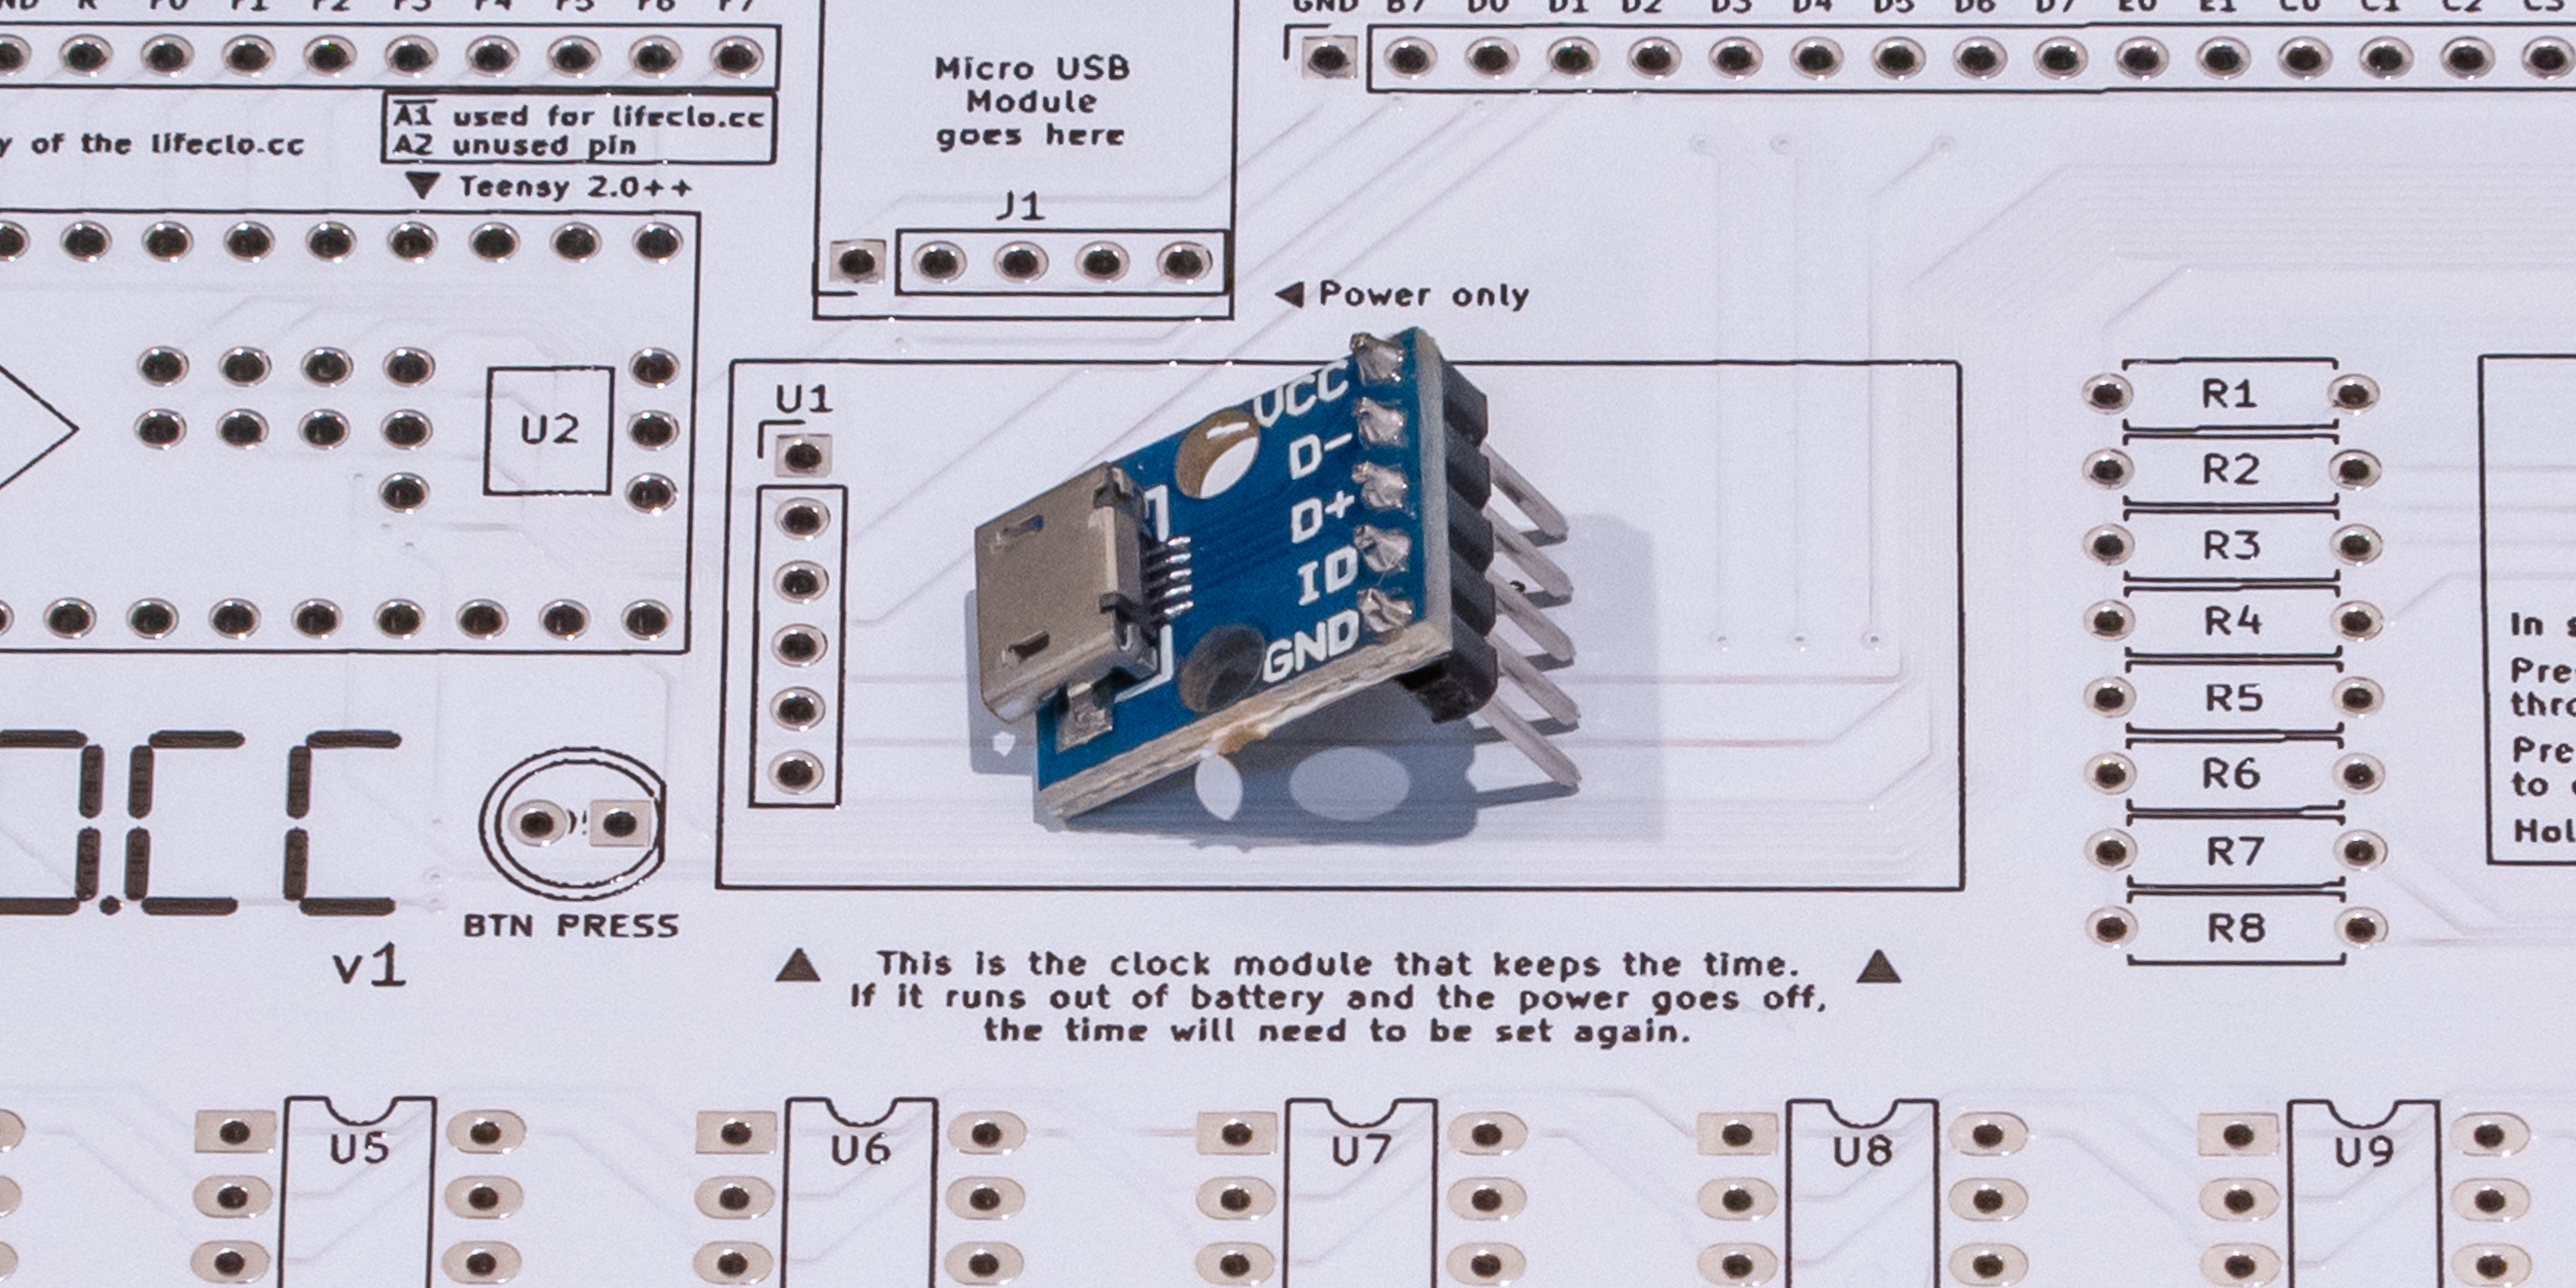 GND B7 D0 D1 D2 D3 D4 D5 D6 D7 E0 E1 C0 C1 C2 C3
R F0 F1 F2 F3 F4 F5 F6 F7
Micro USB
Module
goes here
A1 used for lifeclo.cc
A2 unused pin
y of the lifeclo.cc
Teensy 2.0++
J1
Power only
U1
U2
VCC
D-
D+
ID
GND
R1
R2
R3
R4
R5
R6
R7
R8
In
Pre
thro
Pre
to
Hol
BTN PRESS
v1
This is the clock module that keeps the time.
If it runs out of battery and the power goes off,
the time will need to be set again.
U5
U6
U7
U8
U9